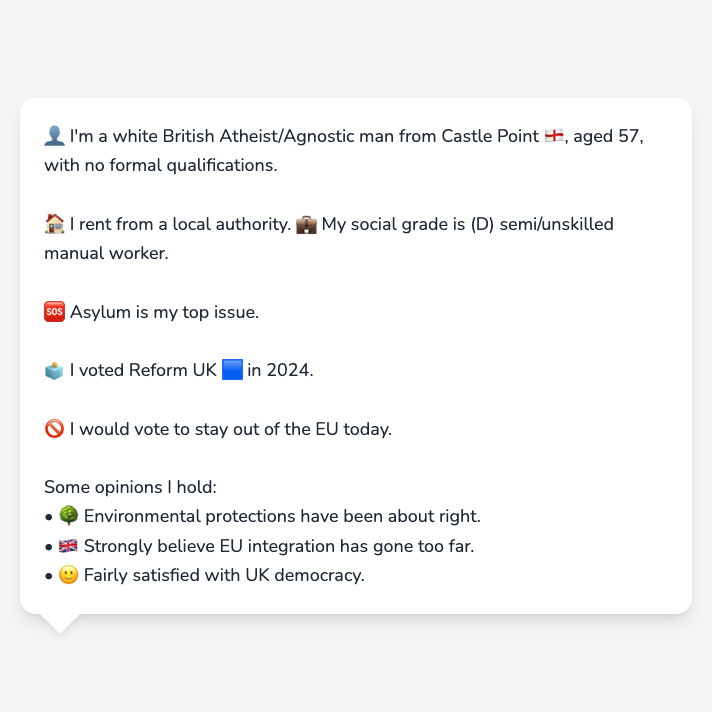 👤 I'm a white British Atheist/Agnostic man from Castle Point 🏴󠁧󠁢󠁥󠁮󠁧󠁿, aged 57,
with no formal qualifications.
🏠 I rent from a local authority. 💼 My social grade is (D) semi/unskilled
manual worker.
🆘 Asylum is my top issue.
🗳️ I voted Reform UK 🟦 in 2024.
🚫 I would vote to stay out of the EU today.
Some opinions I hold:
• 🌳 Environmental protections have been about right.
• 🇬🇧 Strongly believe EU integration has gone too far.
• 🙂 Fairly satisfied with UK democracy.